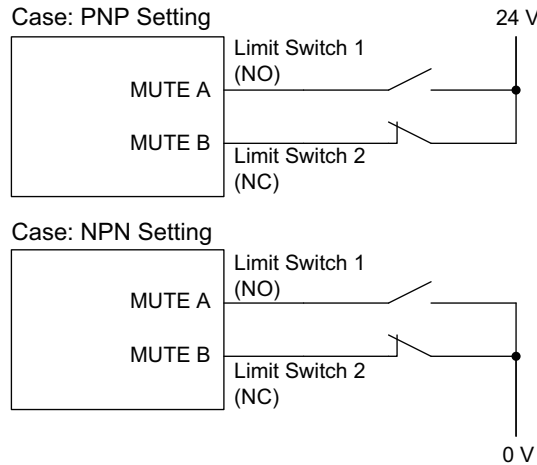 Case: PNP Setting
24 V
Limit Switch 1
(NO)
MUTE A
MUTE B
Limit Switch 2
(NC)
Case: NPN Setting
Limit Switch 1
(NO)
MUTE A
MUTE B
Limit Switch 2
(NC)
0 V